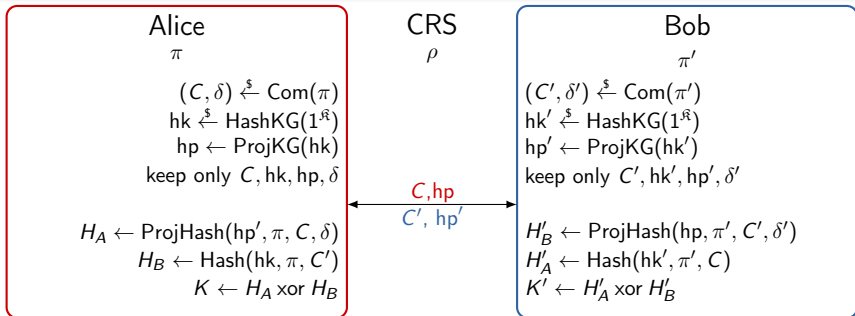 Alice
π
(C, δ) $← Com(π)
hk $← HashKG(1^𝔎)
hp ← ProjKG(hk)
keep only C, hk, hp, δ
H_A ← ProjHash(hp′, π, C, δ)
H_B ← Hash(hk, π, C′)
K ← H_A xor H_B
CRS
ρ
C,hp
C′, hp′
Bob
π′
(C′, δ′) $← Com(π′)
hk′ $← HashKG(1^𝔎)
hp′ ← ProjKG(hk′)
keep only C′, hk′, hp′, δ′
H′_B ← ProjHash(hp, π′, C′, δ′)
H′_A ← Hash(hk′, π′, C)
K′ ← H′_A xor H′_B